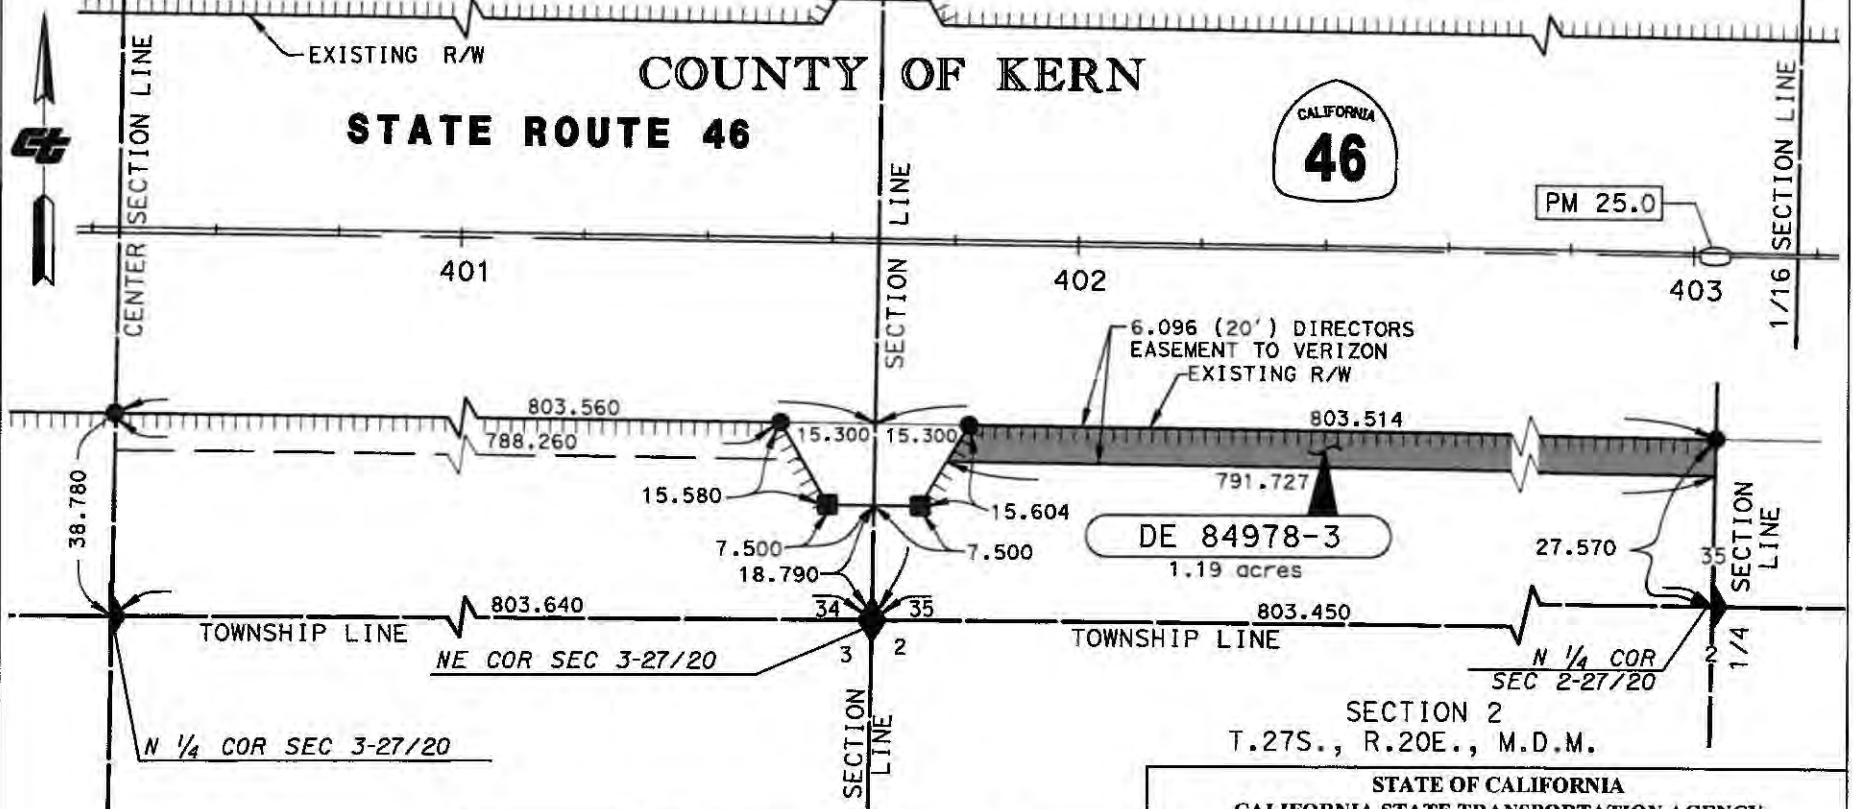 EXISTING R/W
COUNTY OF KERN
STATE ROUTE 46
CALIFORNIA
46
PM 25.0
CENTER SECTION LINE
SECTION LINE
1/16 SECTION LINE
Ct
401
402
403
6.096 (20') DIRECTORS
EASEMENT TO VERIZON
EXISTING R/W
803.560
788.260
15.300
15.300
803.514
791.727
38.780
15.580
15.604
7.500
7.500
18.790
DE 84978-3
1.19 acres
27.570
35
SECTION
LINE
803.640
34
35
803.450
TOWNSHIP LINE
TOWNSHIP LINE
3
2
2
1/4
NE COR SEC 3-27/20
N 1/4 COR
SEC 2-27/20
N 1/4 COR SEC 3-27/20
SECTION
LINE
SECTION 2
T.27S., R.20E., M.D.M.
STATE OF CALIFORNIA
CALIFORNIA STATE TRANSPORTATION AGENCY